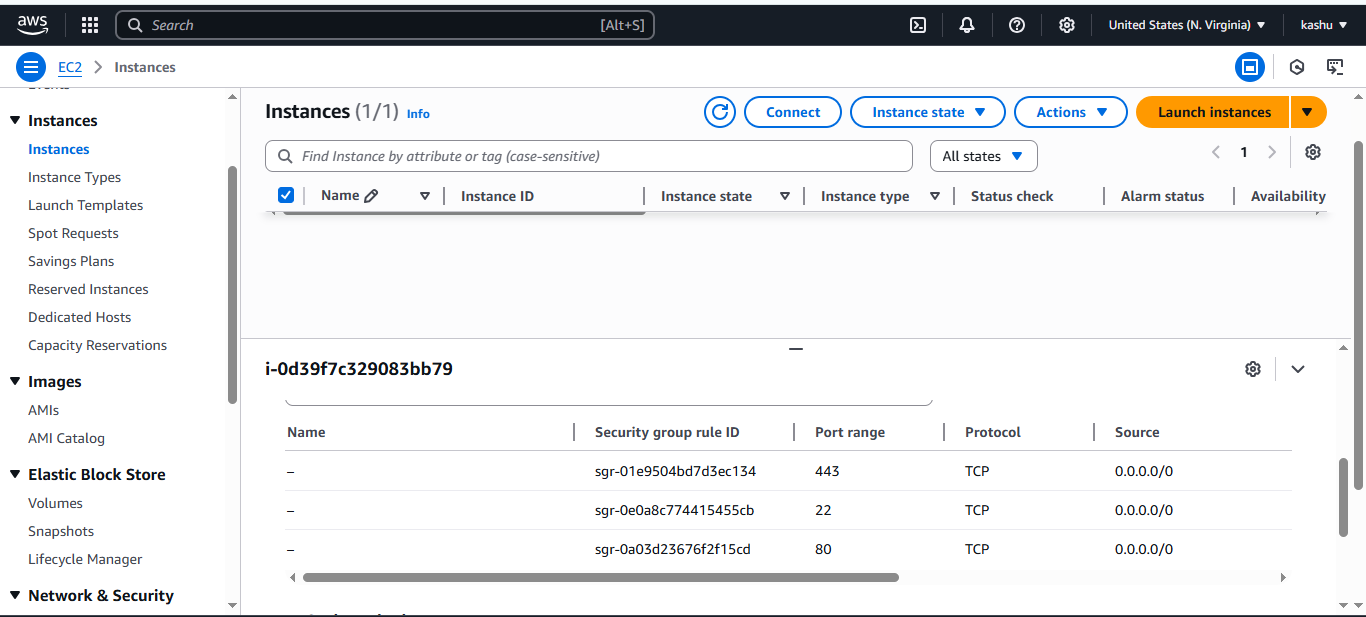 aws Search [Alt+S] United States (N. Virginia) kashu
EC2 Instances
Events
Instances
Instances
Instance Types
Launch Templates
Spot Requests
Savings Plans
Reserved Instances
Dedicated Hosts
Capacity Reservations
Images
AMIs
AMI Catalog
Elastic Block Store
Volumes
Snapshots
Lifecycle Manager
Network & Security
Instances (1/1) Info Connect Instance state Actions Launch instances
Find Instance by attribute or tag (case-sensitive) All states 1
Name Instance ID Instance state Instance type Status check Alarm status Availability
i-0d39f7c329083bb79
Name Security group rule ID Port range Protocol Source
– sgr-01e9504bd7d3ec134 443 TCP 0.0.0.0/0
– sgr-0e0a8c774415455cb 22 TCP 0.0.0.0/0
– sgr-0a03d23676f2f15cd 80 TCP 0.0.0.0/0